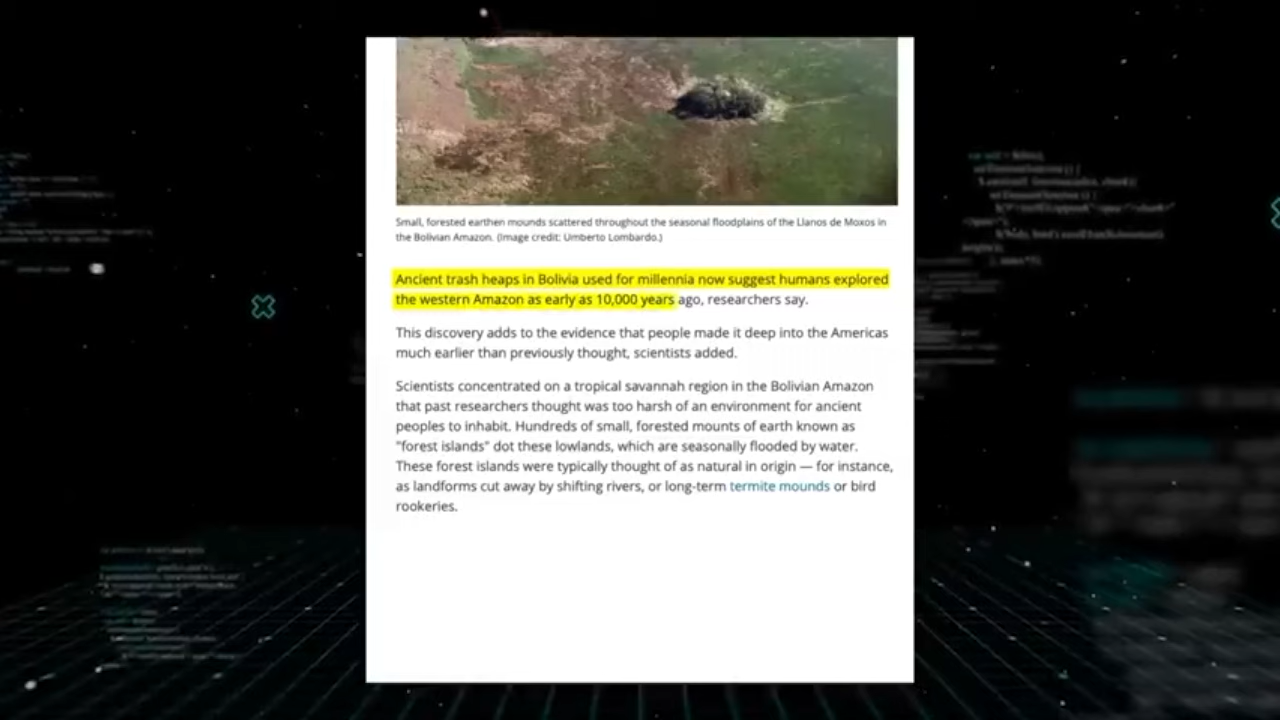 Small, forested earthen mounds scattered throughout the seasonal floodplains of the Llanos de Moxos in
the Bolivian Amazon. (Image credit: Umberto Lombardo.)
Ancient trash heaps in Bolivia used for millennia now suggest humans explored
the western Amazon as early as 10,000 years ago, researchers say.
This discovery adds to the evidence that people made it deep into the Americas
much earlier than previously thought, scientists added.
Scientists concentrated on a tropical savannah region in the Bolivian Amazon
that past researchers thought was too harsh of an environment for ancient
peoples to inhabit. Hundreds of small, forested mounts of earth known as
"forest islands" dot these lowlands, which are seasonally flooded by water.
These forest islands were typically thought of as natural in origin — for instance,
as landforms cut away by shifting rivers, or long-term termite mounds or bird
rookeries.